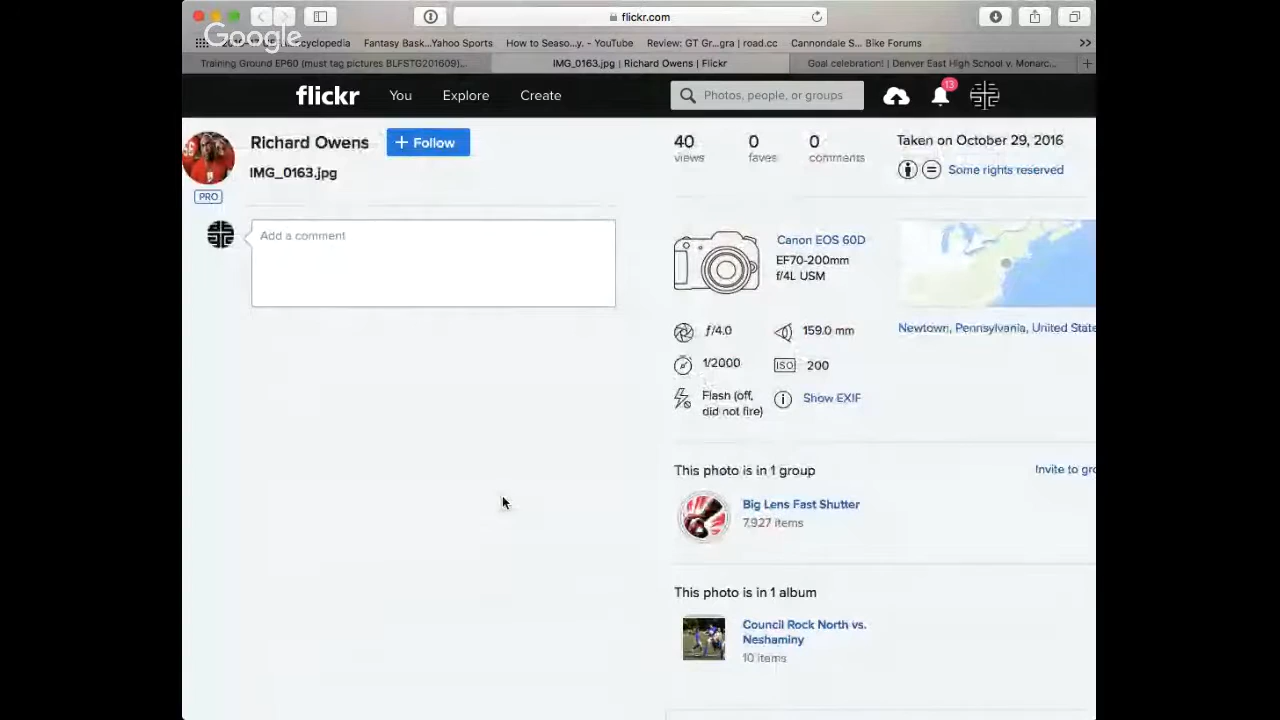 flickr.com
Google
cyclopedia
Fantasy Bask...Yahoo Sports
How to Seaso...y. - YouTube
Review: GT Gr...gra | road.cc
Cannondale S... Bike Forums
>>
Training Ground EP60 (must tag pictures BLFSTG201609)...
IMG_0163.jpg | Richard Owens | Flickr
Goal celebration! | Denver East High School v. Monarc...
+
flickr
You
Explore
Create
Photos, people, or groups
13
Richard Owens
+ Follow
IMG_0163.jpg
PRO
Add a comment
40
views
0
faves
0
comments
Taken on October 29, 2016
Some rights reserved
Canon EOS 60D
EF70-200mm
f/4L USM
ƒ/4.0
159.0 mm
1/2000
ISO
200
Flash (off,
did not fire)
Show EXIF
Newtown, Pennsylvania, United State
This photo is in 1 group
Invite to gro
Big Lens Fast Shutter
7,927 items
This photo is in 1 album
Council Rock North vs.
Neshaminy
10 items